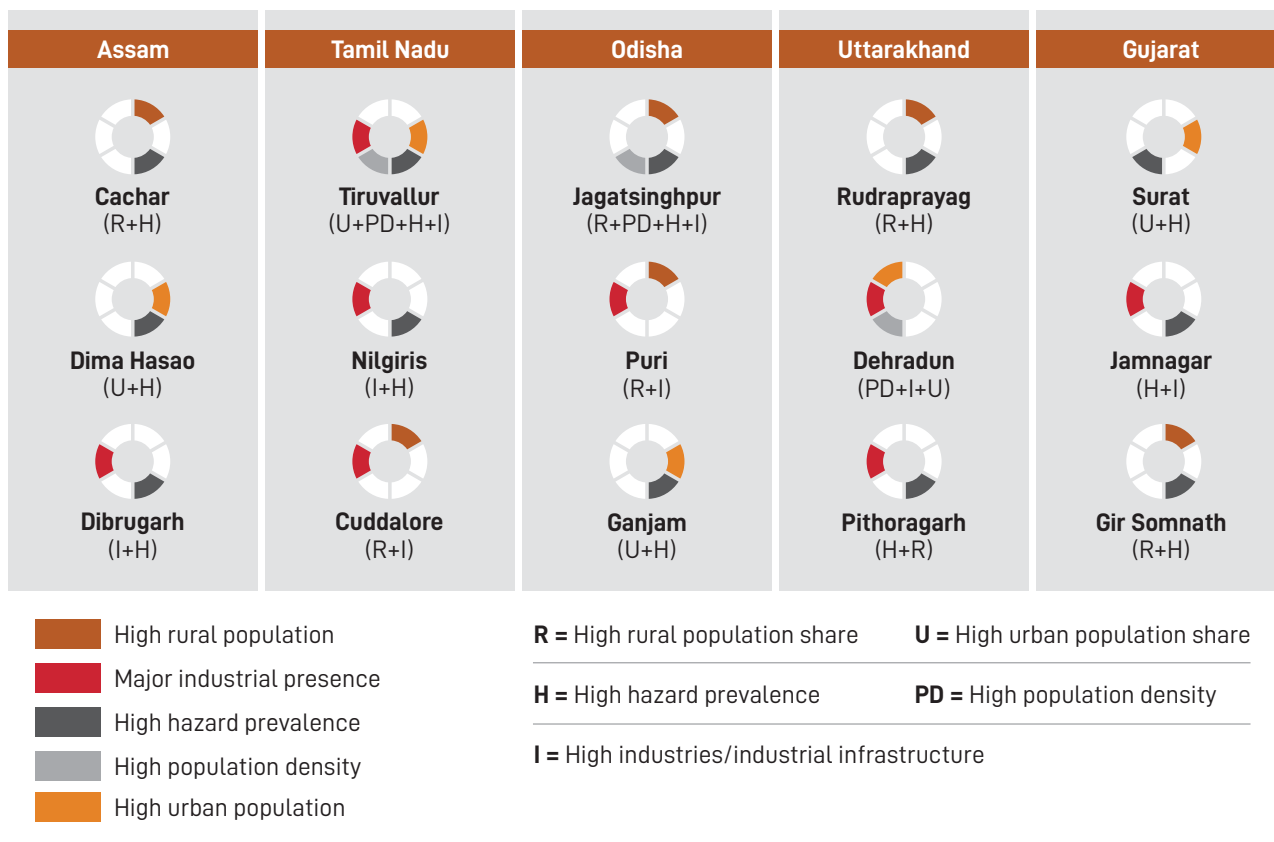 Assam
Tamil Nadu
Odisha
Uttarakhand
Gujarat
Cachar
(R+H)
Tiruvallur
(U+PD+H+I)
Jagatsinghpur
(R+PD+H+I)
Rudraprayag
(R+H)
Surat
(U+H)
Dima Hasao
(U+H)
Nilgiris
(I+H)
Puri
(R+I)
Dehradun
(PD+I+U)
Jamnagar
(H+I)
Dibrugarh
(I+H)
Cuddalore
(R+I)
Ganjam
(U+H)
Pithoragarh
(H+R)
Gir Somnath
(R+H)
High rural population
Major industrial presence
High hazard prevalence
High population density
High urban population
R = High rural population share
U = High urban population share
H = High hazard prevalence
PD = High population density
I = High industries/industrial infrastructure